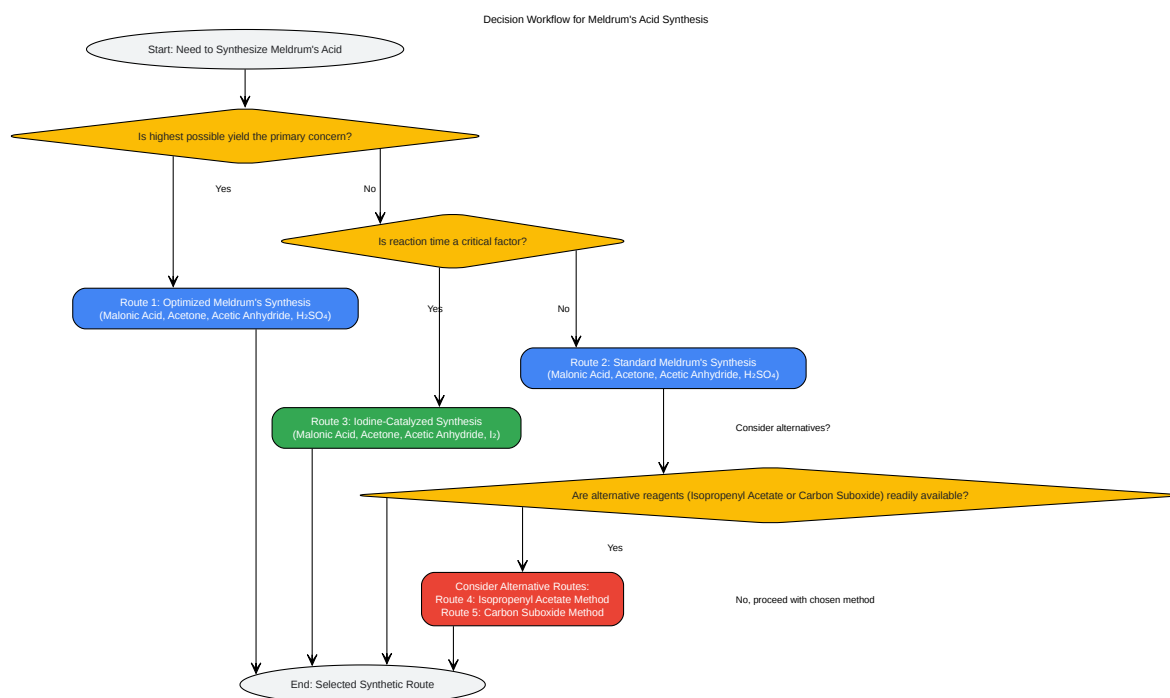 Decision Workflow for Meldrum's Acid Synthesis
Start: Need to Synthesize Meldrum's Acid
Is highest possible yield the primary concern?
Yes
No
Is reaction time a critical factor?
Route 1: Optimized Meldrum's Synthesis
(Malonic Acid, Acetone, Acetic Anhydride, H₂SO₄)
Yes
No
Route 2: Standard Meldrum's Synthesis
(Malonic Acid, Acetone, Acetic Anhydride, H₂SO₄)
Route 3: Iodine-Catalyzed Synthesis
(Malonic Acid, Acetone, Acetic Anhydride, I₂)
Consider alternatives?
Are alternative reagents (Isopropenyl Acetate or Carbon Suboxide) readily available?
Yes
Consider Alternative Routes:
Route 4: Isopropenyl Acetate Method
Route 5: Carbon Suboxide Method
No, proceed with chosen method
End: Selected Synthetic Route